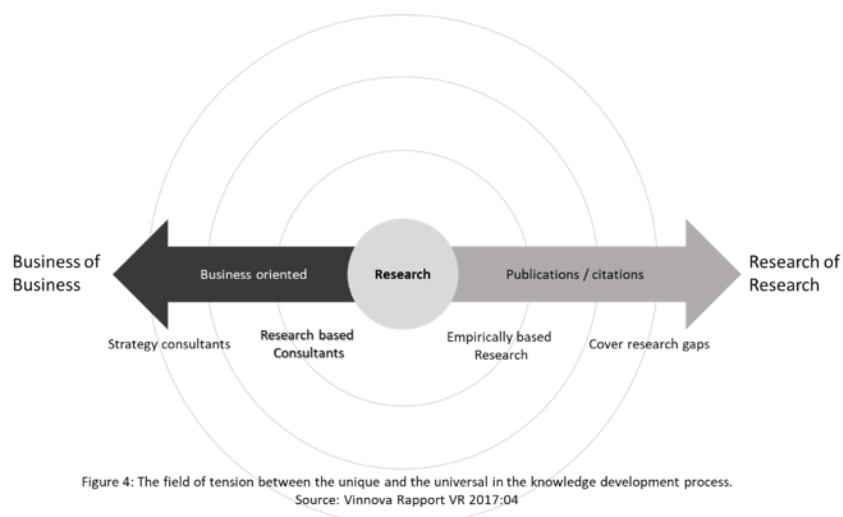 Business of
Business
Business oriented
Research
Publications / citations
Research of
Research
Strategy consultants
Research based
Consultants
Empirically based
Research
Cover research gaps
Figure 4: The field of tension between the unique and the universal in the knowledge development process.
Source: Vinnova Rapport VR 2017:04